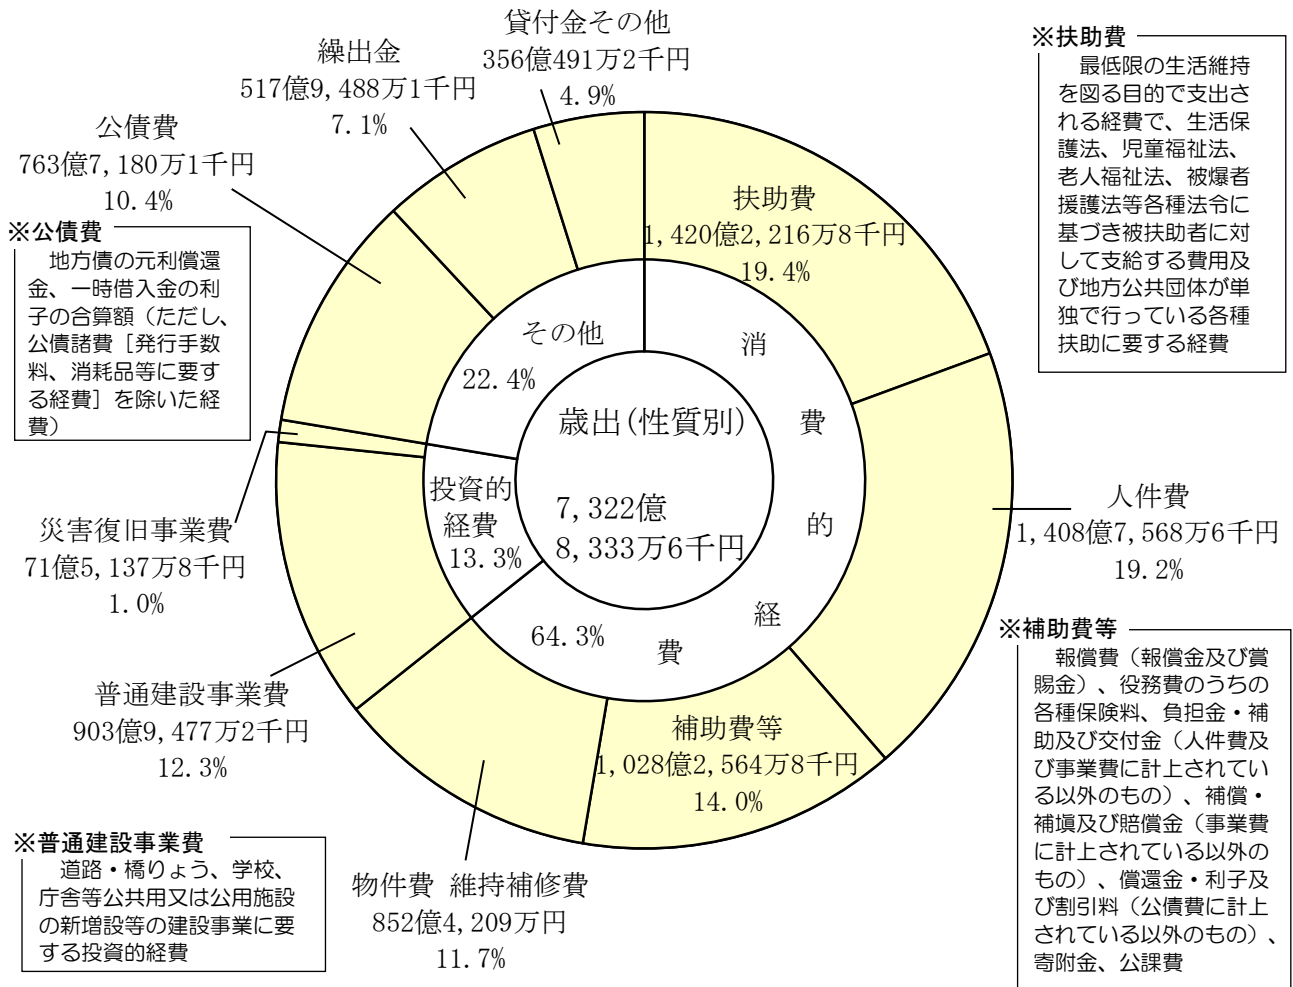 貸付金その他
356億491万2千円
4.9%
繰出金
517億9,488万1千円
7.1%
公債費
763億7,180万1千円
10.4%
※公債費
地方債の元利償還
金、一時借入金の利
子の合算額（ただし、
公債諸費［発行手数
料、消耗品等に要す
る経費］を除いた経
費）
災害復旧事業費
71億5,137万8千円
1.0%
普通建設事業費
903億9,477万2千円
12.3%
※普通建設事業費
道路・橋りょう、学校、
庁舎等公共用又は公用施設
の新増設等の建設事業に要
する投資的経費
物件費 維持補修費
852億4,209万円
11.7%
補助費等
1,028億2,564万8千円
14.0%
扶助費
1,420億2,216万8千円
19.4%
人件費
1,408億7,568万6千円
19.2%
その他
22.4%
投資的
経費
13.3%
消
費
的
経
費
64.3%
歳出(性質別)
7,322億
8,333万6千円
※扶助費
最低限の生活維持
を図る目的で支出さ
れる経費で、生活保
護法、児童福祉法、
老人福祉法、被爆者
援護法等各種法令に
基づき被扶助者に対
して支給する費用及
び地方公共団体が単
独で行っている各種
扶助に要する経費
※補助費等
報償費（報償金及び賞
賜金）、役務費のうちの
各種保険料、負担金・補
助及び交付金（人件費及
び事業費に計上されてい
る以外のもの）、補償・
補塡及び賠償金（事業費
に計上されている以外の
もの）、償還金・利子及
び割引料（公債費に計上
されている以外のもの）、
寄附金、公課費